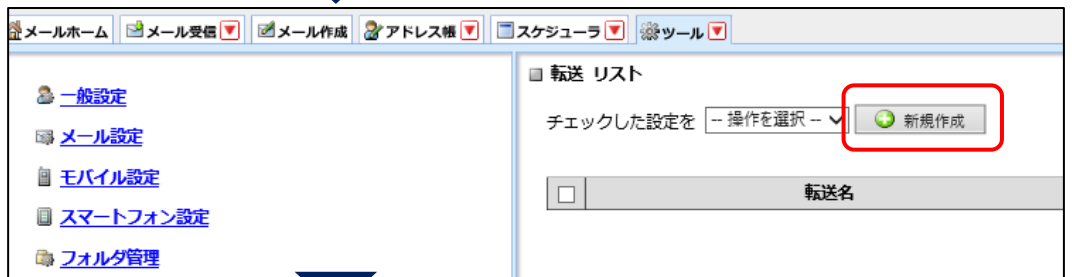 メールホーム メール受信 メール作成 アドレス帳 スケジューラ ツール
一般設定
メール設定
モバイル設定
スマートフォン設定
フォルダ管理
転送 リスト
チェックした設定を -- 操作を選択 -- 新規作成
転送名